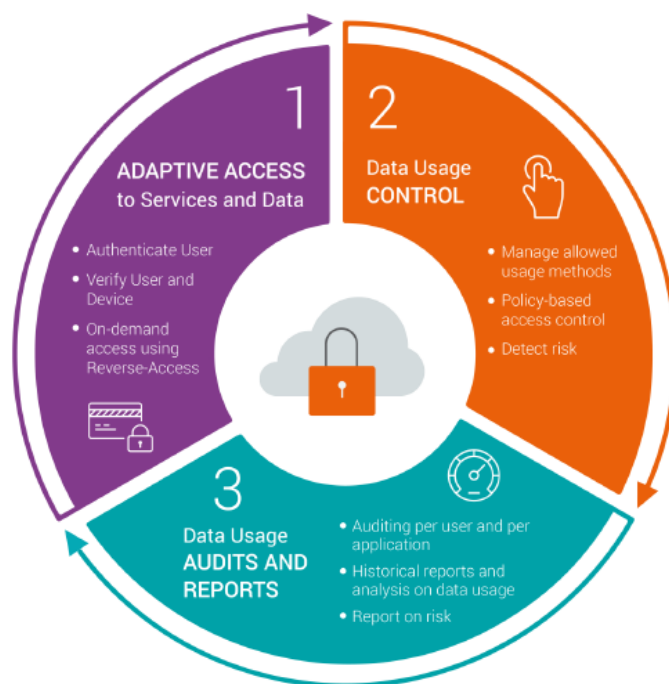 1
ADAPTIVE ACCESS
to Services and Data
• Authenticate User
• Verify User and
Device
• On-demand
access using
Reverse-Access
2
Data Usage
CONTROL
• Manage allowed
usage methods
• Policy-based
access control
• Detect risk
3
Data Usage
AUDITS AND
REPORTS
• Auditing per user and per
application
• Historical reports and
analysis on data usage
• Report on risk